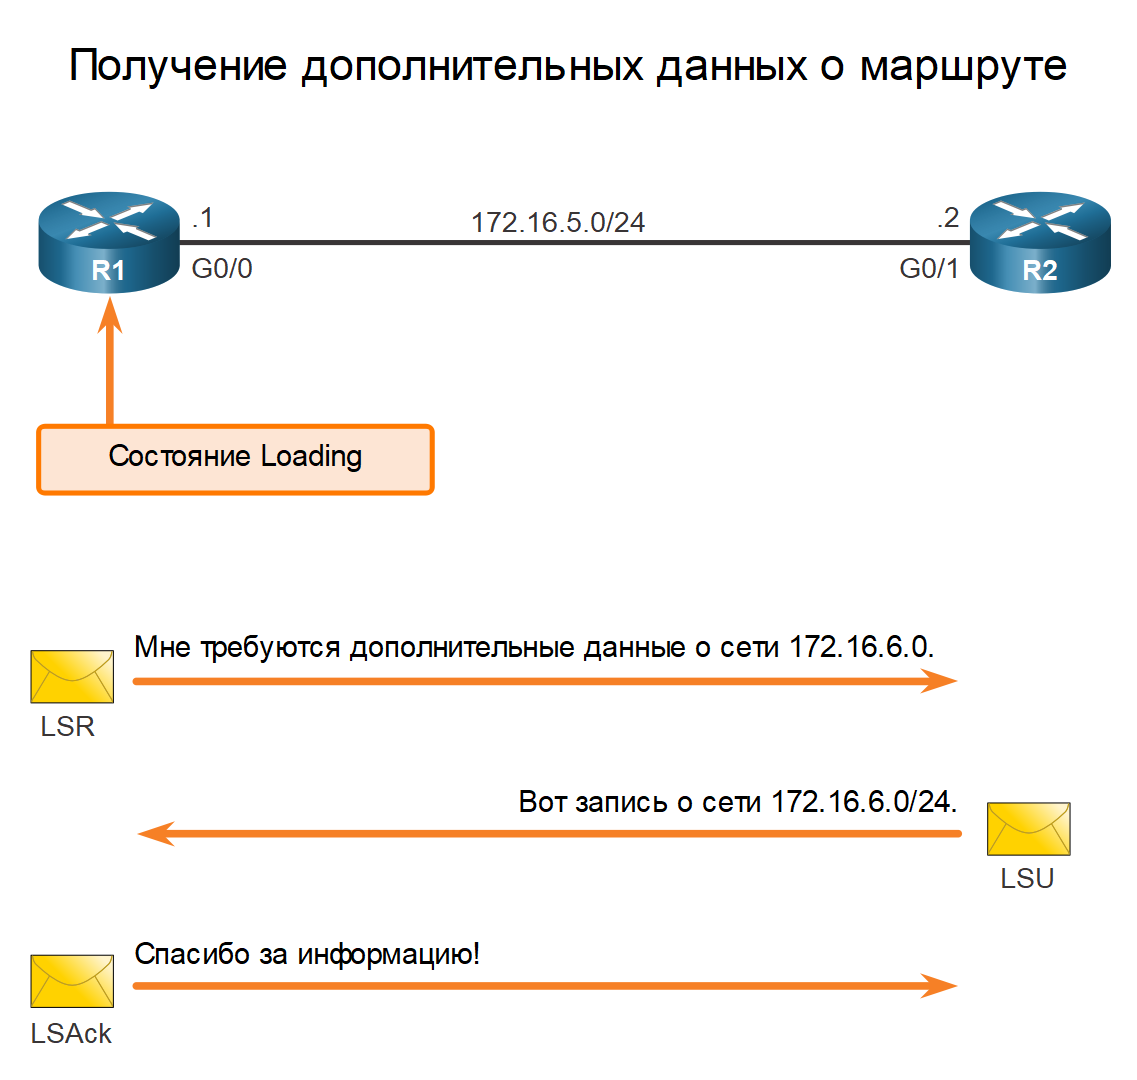 Получение дополнительных данных о маршруте
.1
172.16.5.0/24
.2
R1
G0/0
G0/1
R2
Состояние Loading
Мне требуются дополнительные данные о сети 172.16.6.0.
LSR
Вот запись о сети 172.16.6.0/24.
LSU
Спасибо за информацию!
LSAck